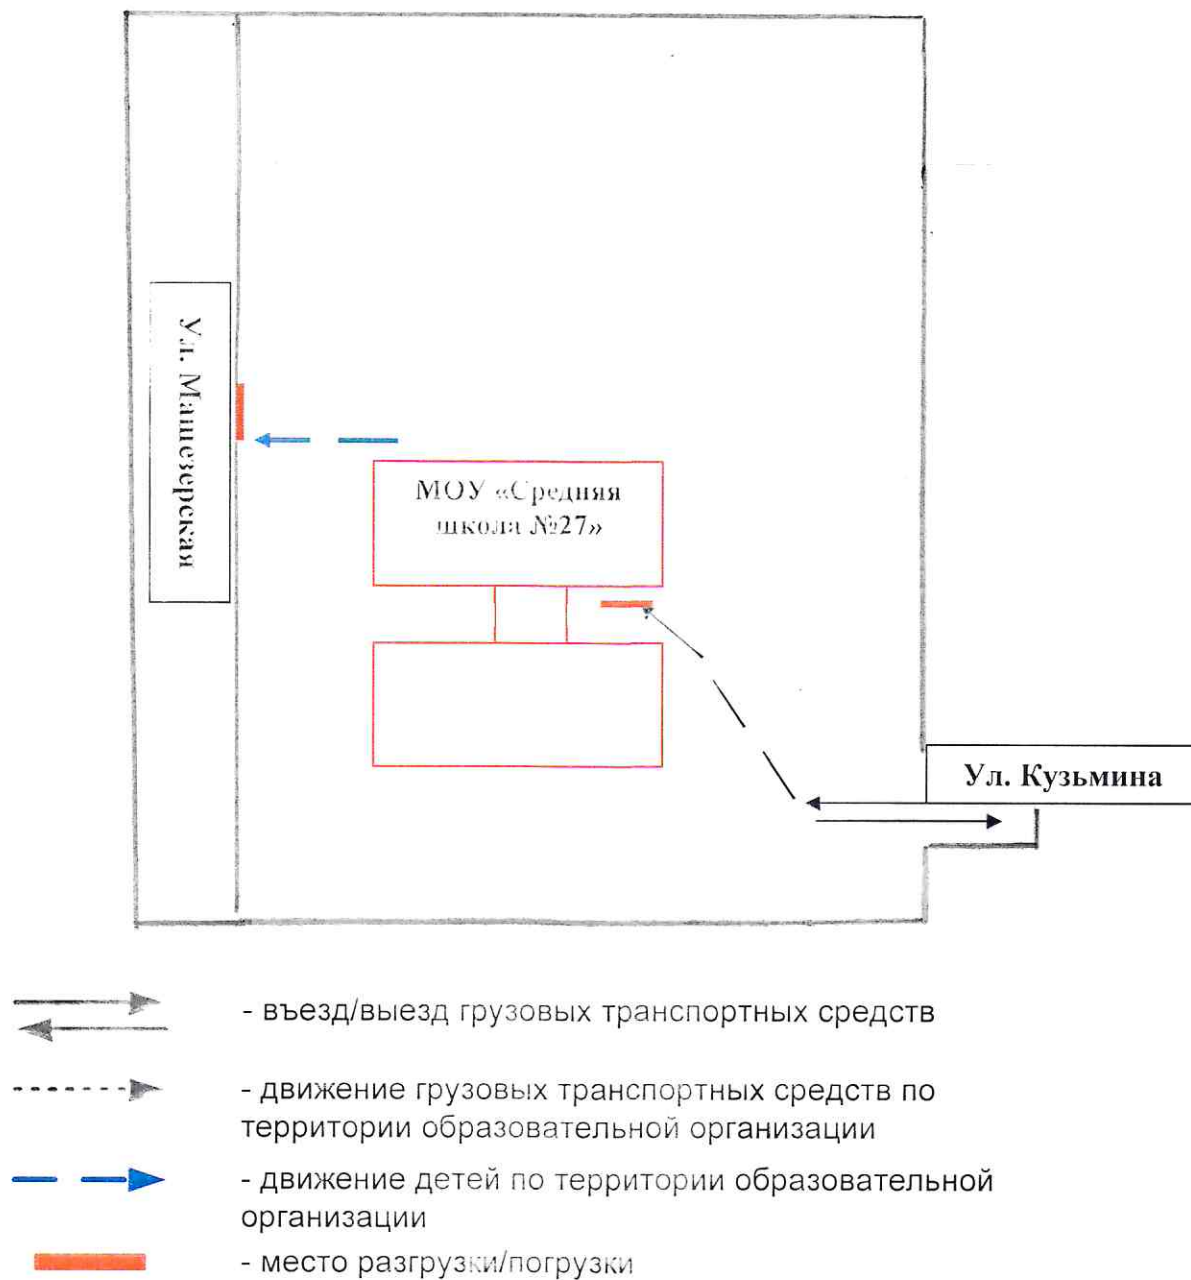 Ул. Машезерская
МОУ «Средняя
школа №27»
Ул. Кузьмина
- въезд/выезд грузовых транспортных средств
- движение грузовых транспортных средств по
территории образовательной организации
- движение детей по территории образовательной
организации
- место разгрузки/погрузки